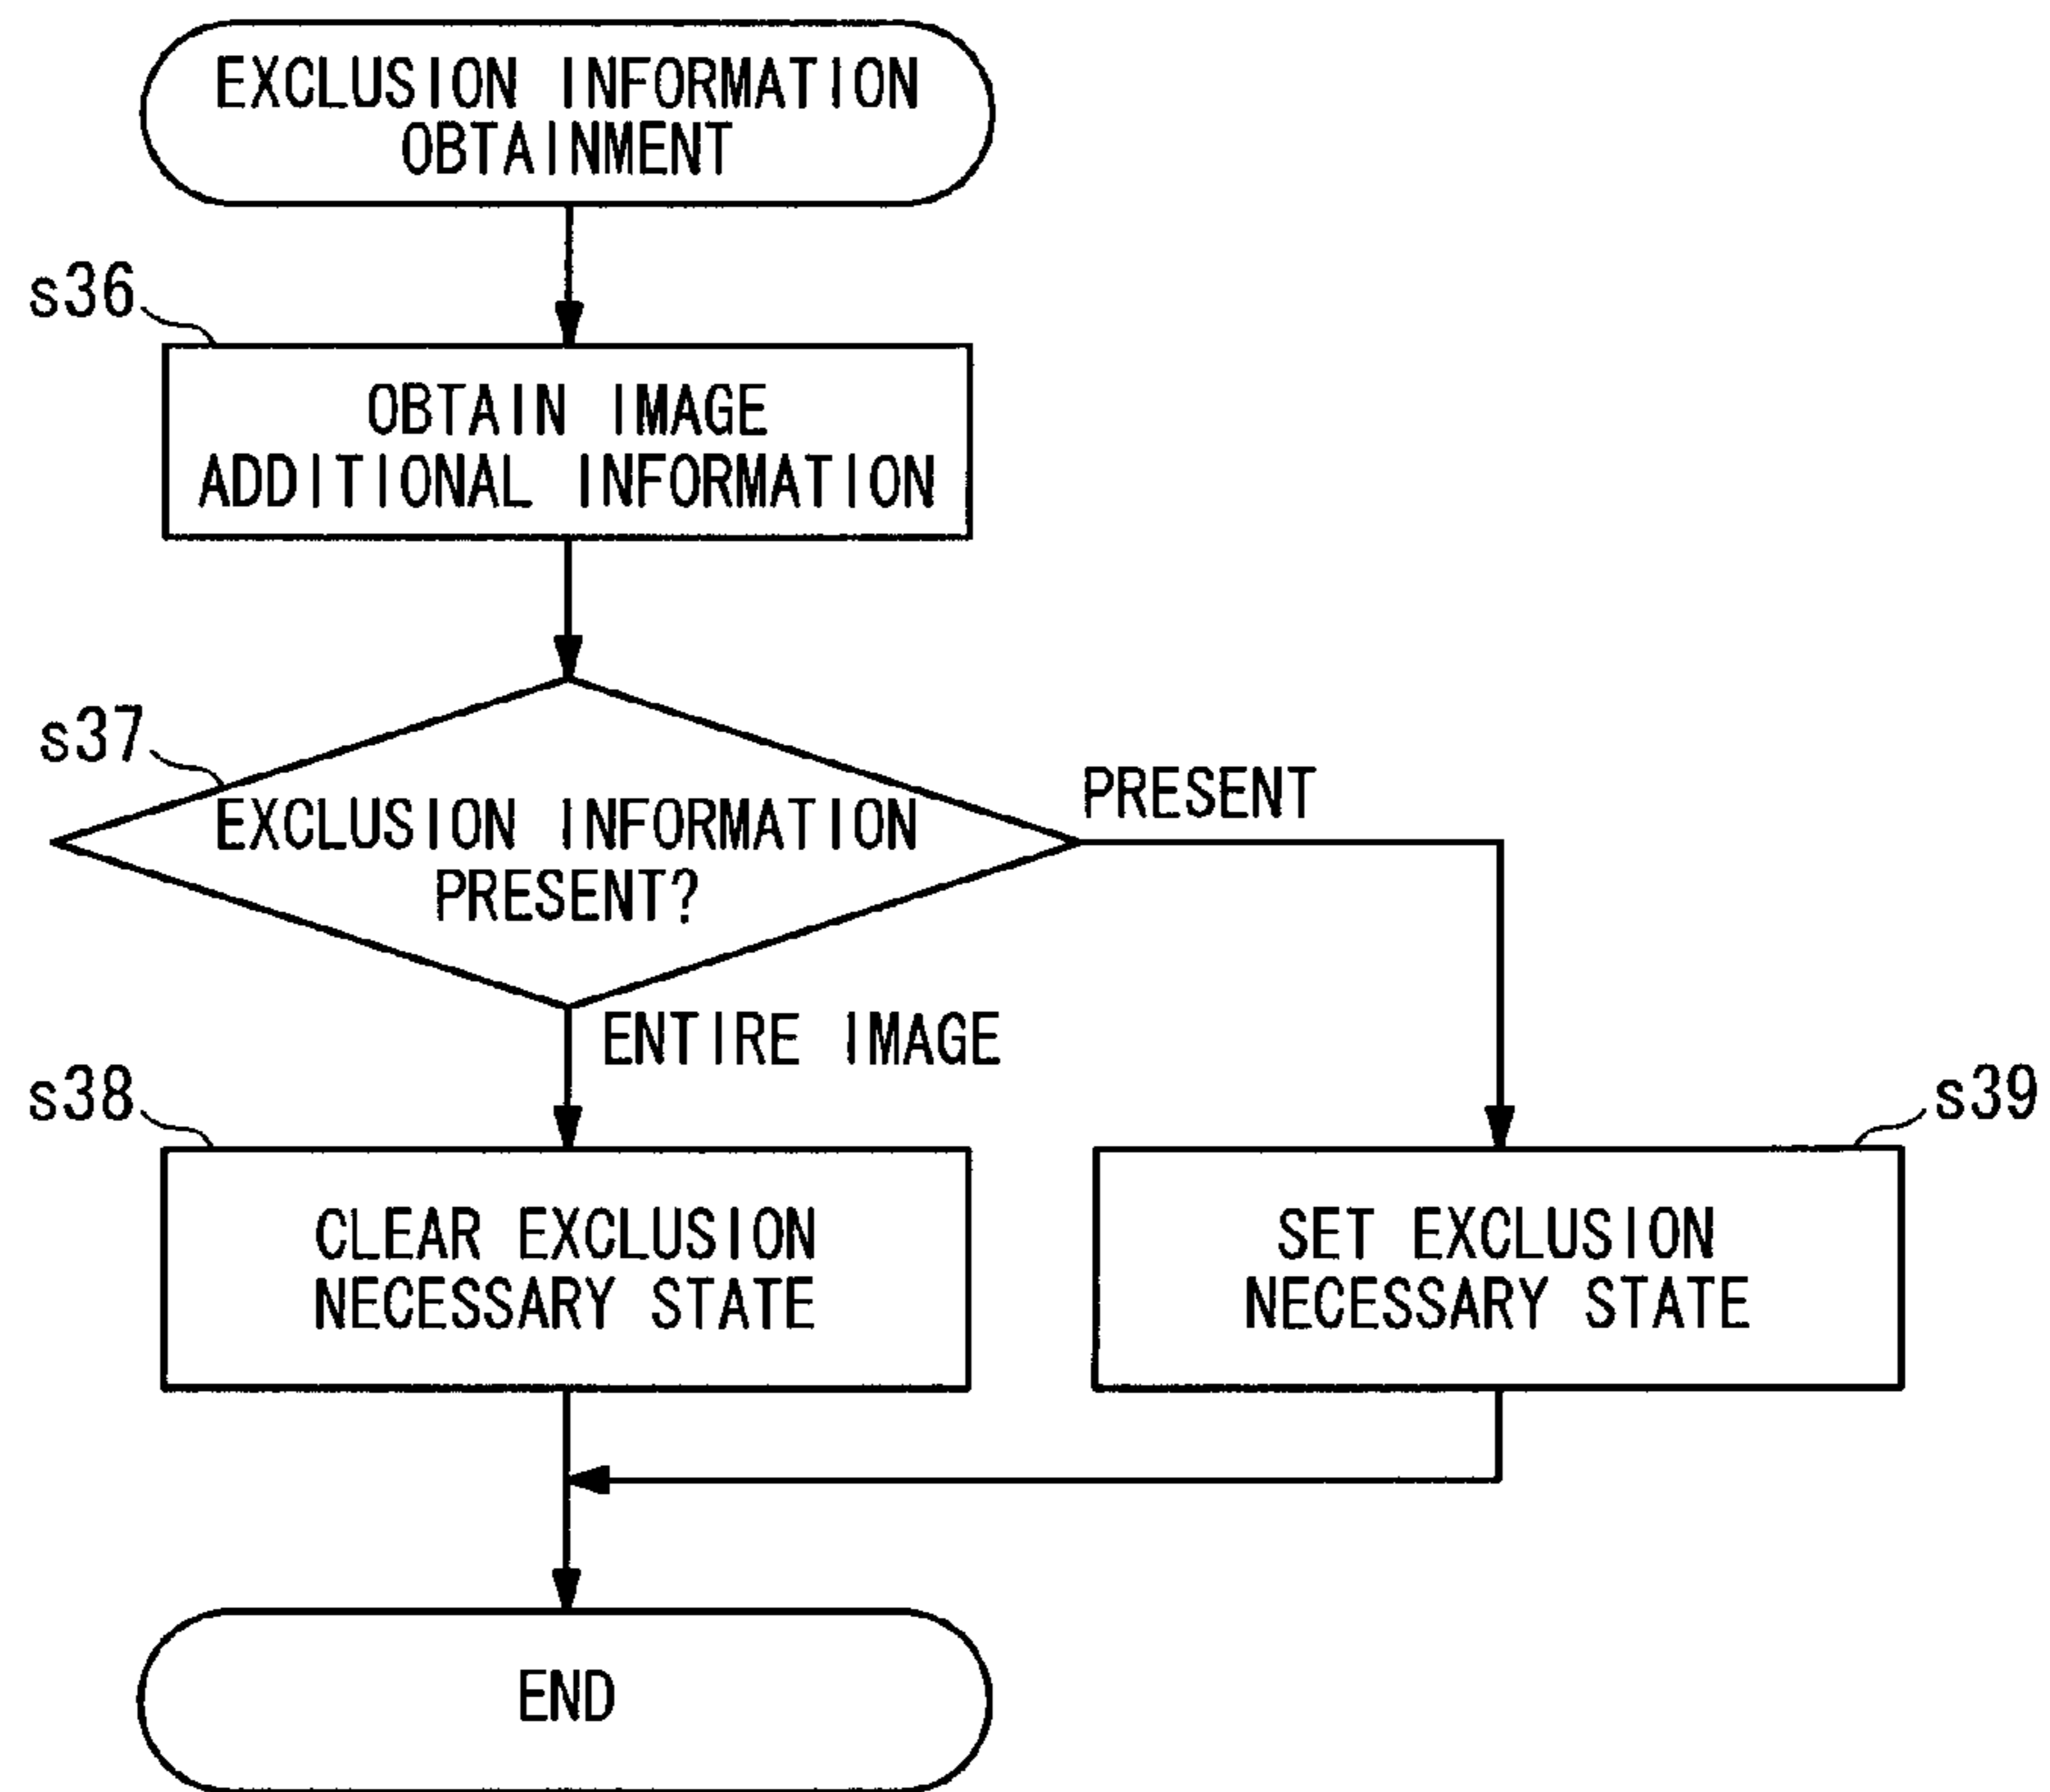 EXCLUSION INFORMATION
OBTAINMENT
s36
OBTAIN IMAGE
ADDITIONAL INFORMATION
s37
EXCLUSION INFORMATION
PRESENT?
PRESENT
ENTIRE IMAGE
s38
CLEAR EXCLUSION
NECESSARY STATE
s39
SET EXCLUSION
NECESSARY STATE
END